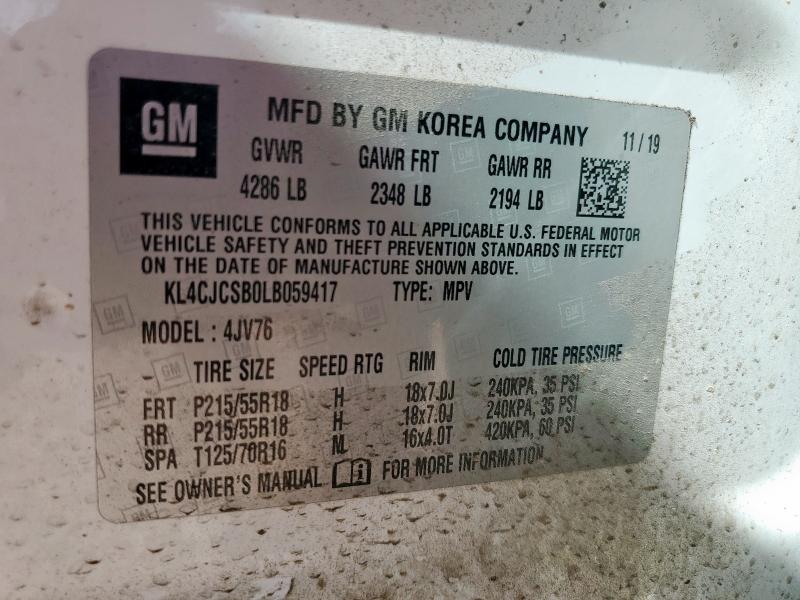 GM
MFD BY GM KOREA COMPANY 11/19
GVWR GAWR FRT GAWR RR
4286 LB 2348 LB 2194 LB
THIS VEHICLE CONFORMS TO ALL APPLICABLE U.S. FEDERAL MOTOR
VEHICLE SAFETY AND THEFT PREVENTION STANDARDS IN EFFECT
ON THE DATE OF MANUFACTURE SHOWN ABOVE.
KL4CJCSB0LB059417 TYPE: MPV
MODEL : 4JV76
TIRE SIZE SPEED RTG RIM COLD TIRE PRESSURE
FRT P215/55R18 H 18x7.0J 240KPA, 35 PSI
RR P215/55R18 H 18x7.0J 240KPA, 35 PSI
SPA T125/70R16 M 16x4.0T 420KPA, 60 PSI
SEE OWNER'S MANUAL FOR MORE INFORMATION